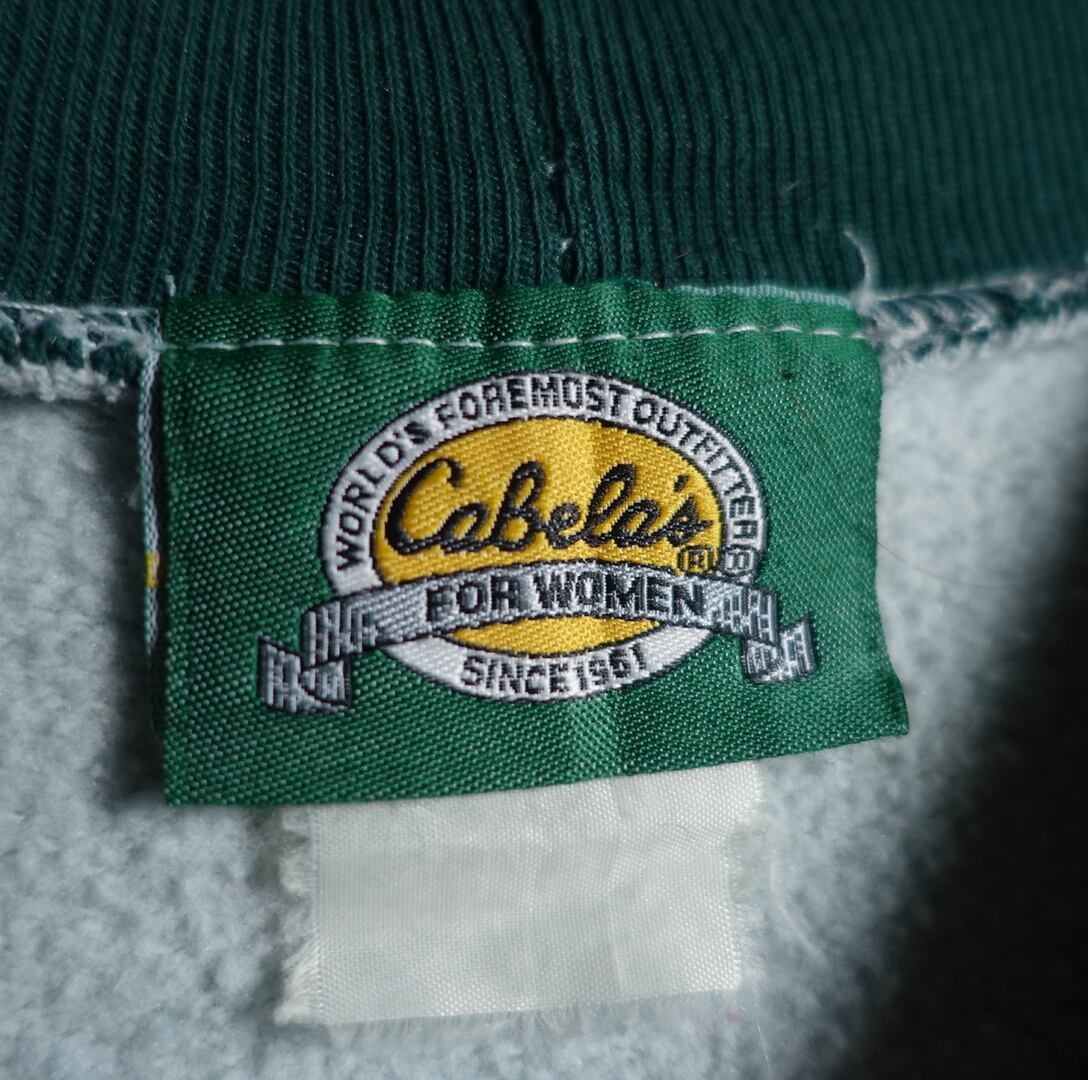 WORLD'S FOREMOST OUTFITTER®
Cabela's®
FOR WOMEN
SINCE 1961